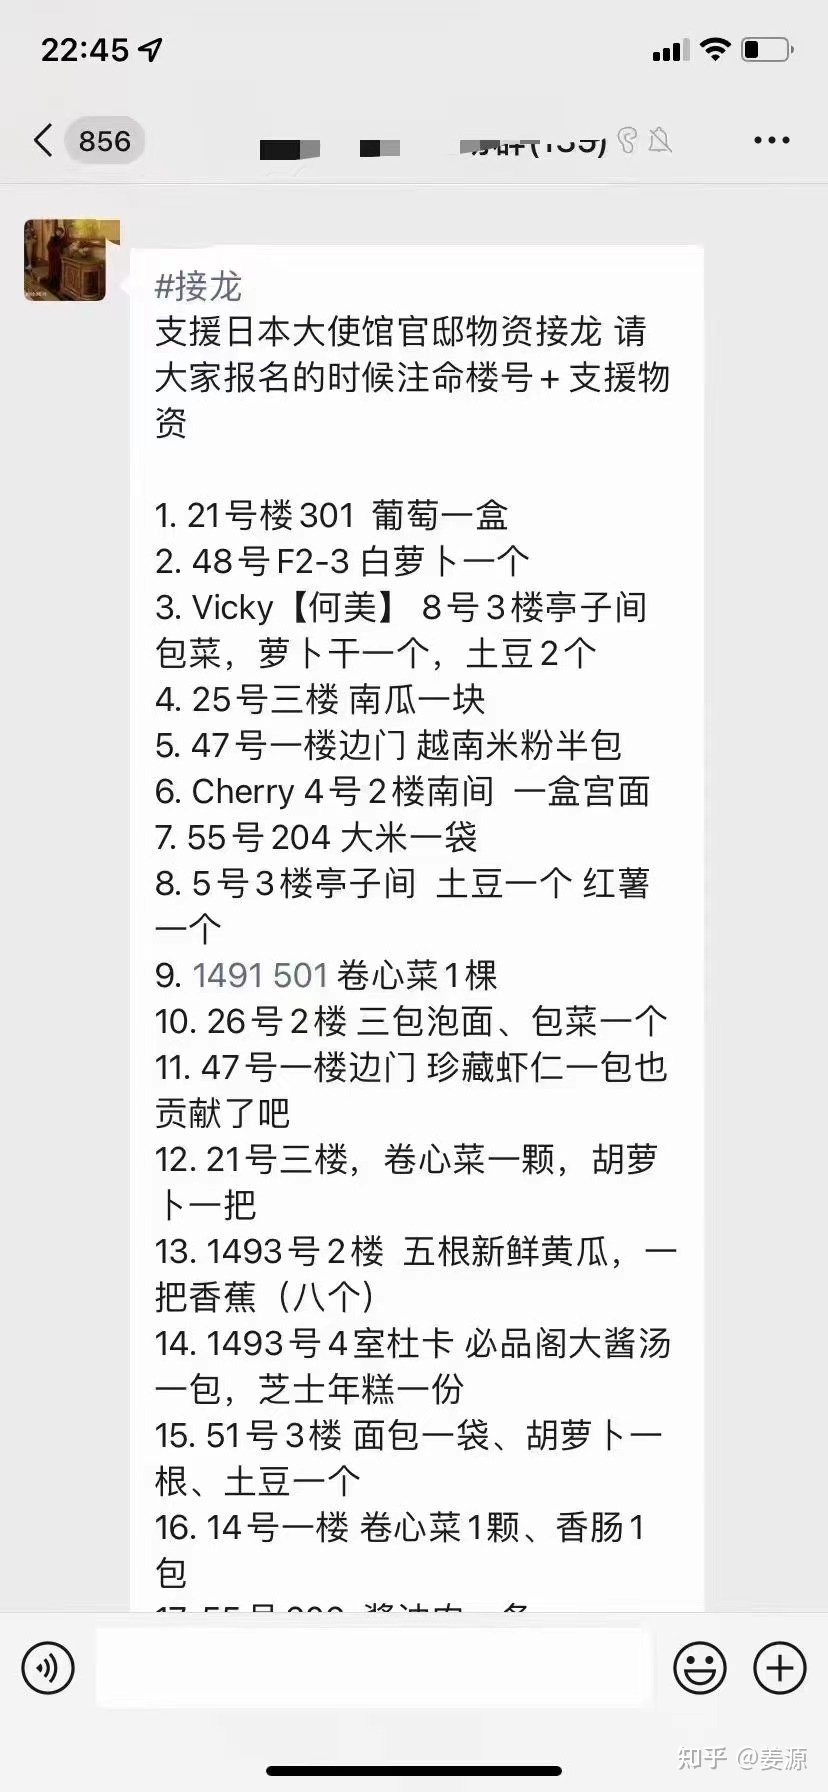 22:45
856
#接龙
支援日本大使馆官邸物资接龙 请
大家报名的时候注命楼号+支援物
资
1. 21号楼301 葡萄一盒
2. 48号F2-3 白萝卜一个
3. Vicky【何美】 8号3楼亭子间
包菜，萝卜干一个，土豆2个
4. 25号三楼 南瓜一块
5. 47号一楼边门 越南米粉半包
6. Cherry 4号2楼南间 一盒宫面
7. 55号204 大米一袋
8. 5号3楼亭子间 土豆一个 红薯
一个
9. 1491 501 卷心菜1棵
10. 26号2楼 三包泡面、包菜一个
11. 47号一楼边门 珍藏虾仁一包也
贡献了吧
12. 21号三楼，卷心菜一颗，胡萝
卜一把
13. 1493号2楼 五根新鲜黄瓜，一
把香蕉（八个）
14. 1493号4室杜卡 必品阁大酱汤
一包，芝士年糕一份
15. 51号3楼 面包一袋、胡萝卜一
根、土豆一个
16. 14号一楼 卷心菜1颗、香肠1
包
知乎 @姜源